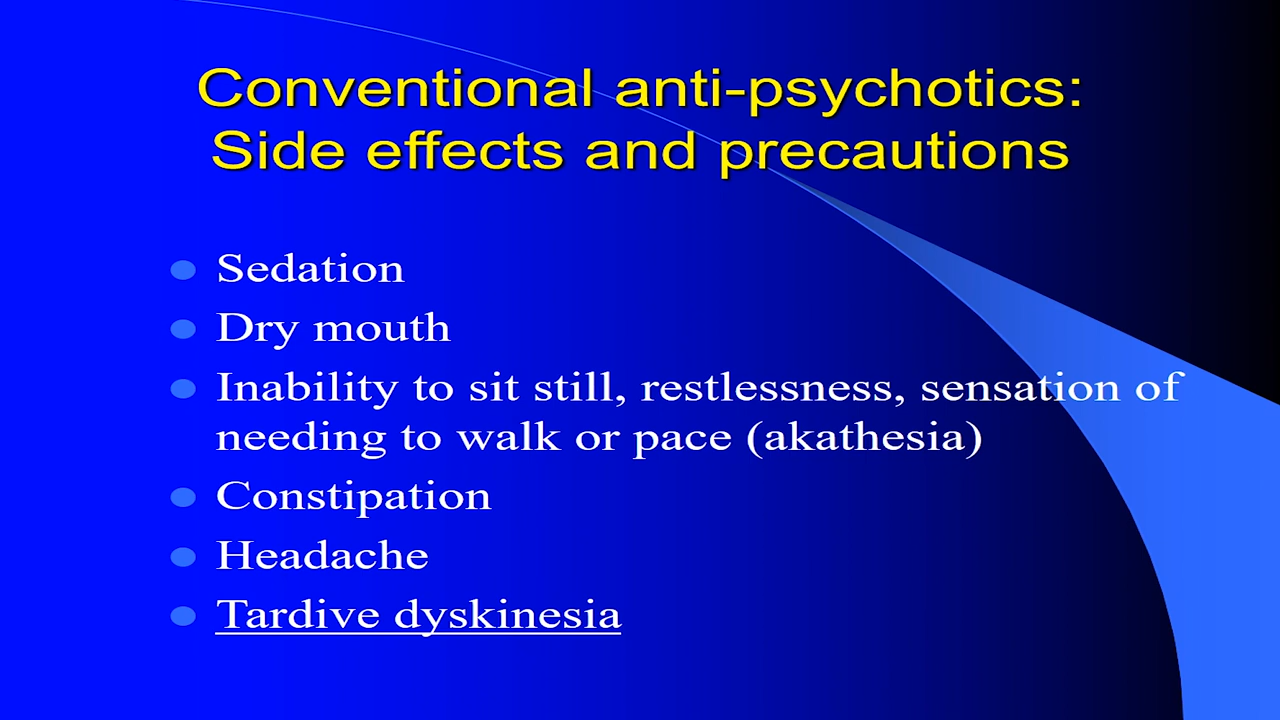 Conventional anti-psychotics:
Side effects and precautions
Sedation
Dry mouth
Inability to sit still, restlessness, sensation of
needing to walk or pace (akathesia)
Constipation
Headache
Tardive dyskinesia